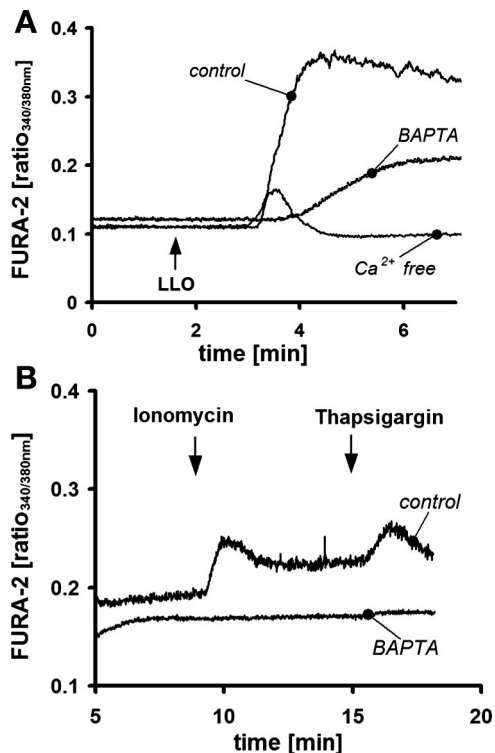 A
0.4
0.3
0.2
0.1
0
FURA-2 [ratio340/380nm]
control
BAPTA
Ca2+ free
LLO
0 2 4 6
time [min]
B
0.4
0.3
0.2
0.1
FURA-2 [ratio340/380nm]
Ionomycin Thapsigargin
control
BAPTA
5 10 15 20
time [min]